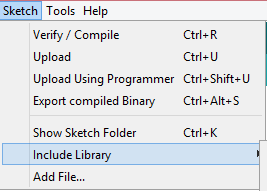 Sketch Tools Help
Verify / Compile Ctrl+R
Upload Ctrl+U
Upload Using Programmer Ctrl+Shift+U
Export compiled Binary Ctrl+Alt+S
Show Sketch Folder Ctrl+K
Include Library
Add File...